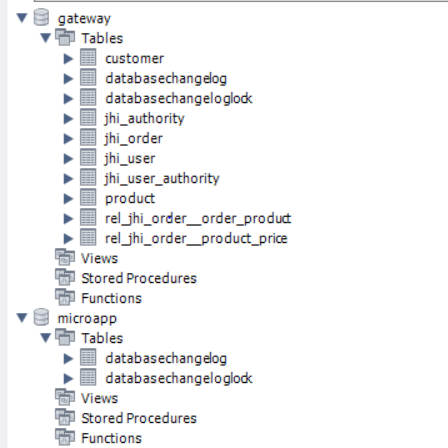 gateway
Tables
customer
databasechangelog
databasechangeloglock
jhi_authority
jhi_order
jhi_user
jhi_user_authority
product
rel_jhi_order__order_product
rel_jhi_order__product_price
Views
Stored Procedures
Functions
microapp
Tables
databasechangelog
databasechangeloglock
Views
Stored Procedures
Functions